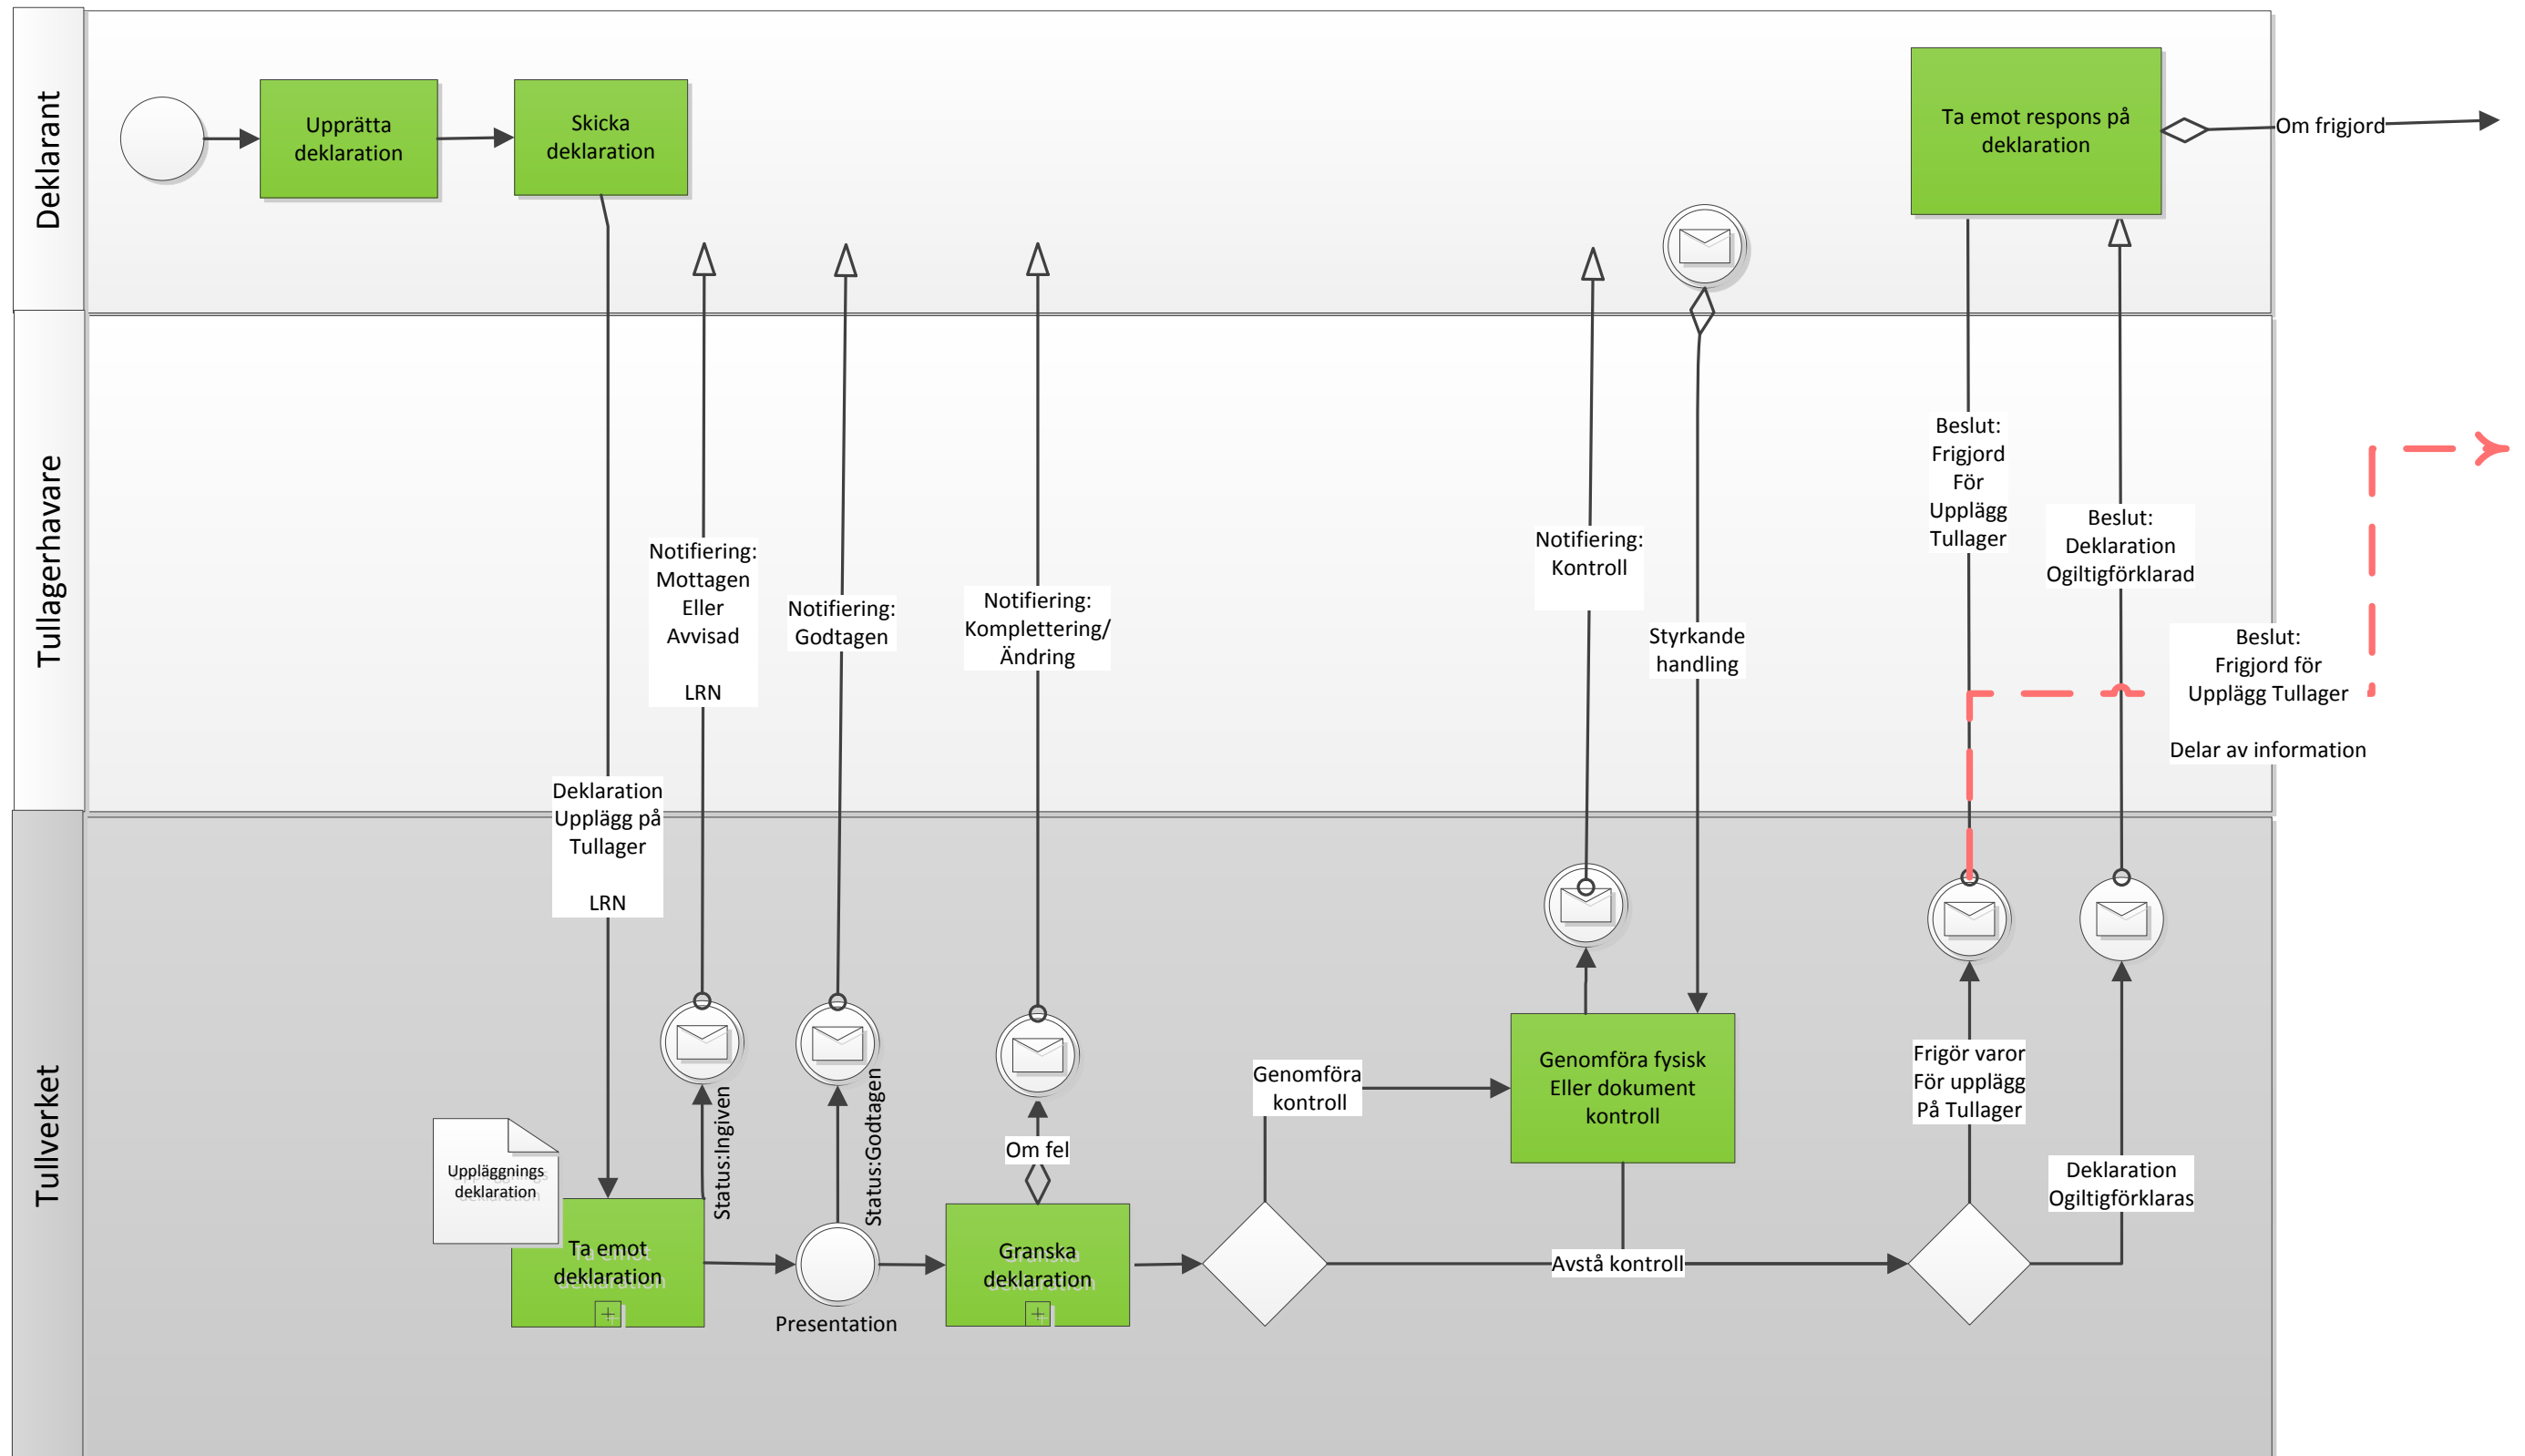 Deklarant
Upprätta
deklaration
Skicka
deklaration
Ta emot respons på
deklaration
Om frigjord
Tullagerhavare
Beslut:
Frigjord
För
Upplägg
Tullager
Beslut:
Deklaration
Ogiltigförklarad
Notifiering:
Mottagen
Eller
Avvisad
LRN
Notifiering:
Godtagen
Notifiering:
Komplettering/
Ändring
Notifiering:
Kontroll
Styrkande
handling
Beslut:
Frigjord för
Upplägg Tullager
Delar av information
Deklaration
Upplägg på
Tullager
LRN
Tullverket
Status:Ingiven
Status:Godtagen
Om fel
Genomföra
kontroll
Genomföra fysisk
Eller dokument
kontroll
Frigör varor
För upplägg
På Tullager
Deklaration
Ogiltigförklaras
Uppläggnings
deklaration
Ta emot
deklaration
Presentation
Granska
deklaration
Avstå kontroll